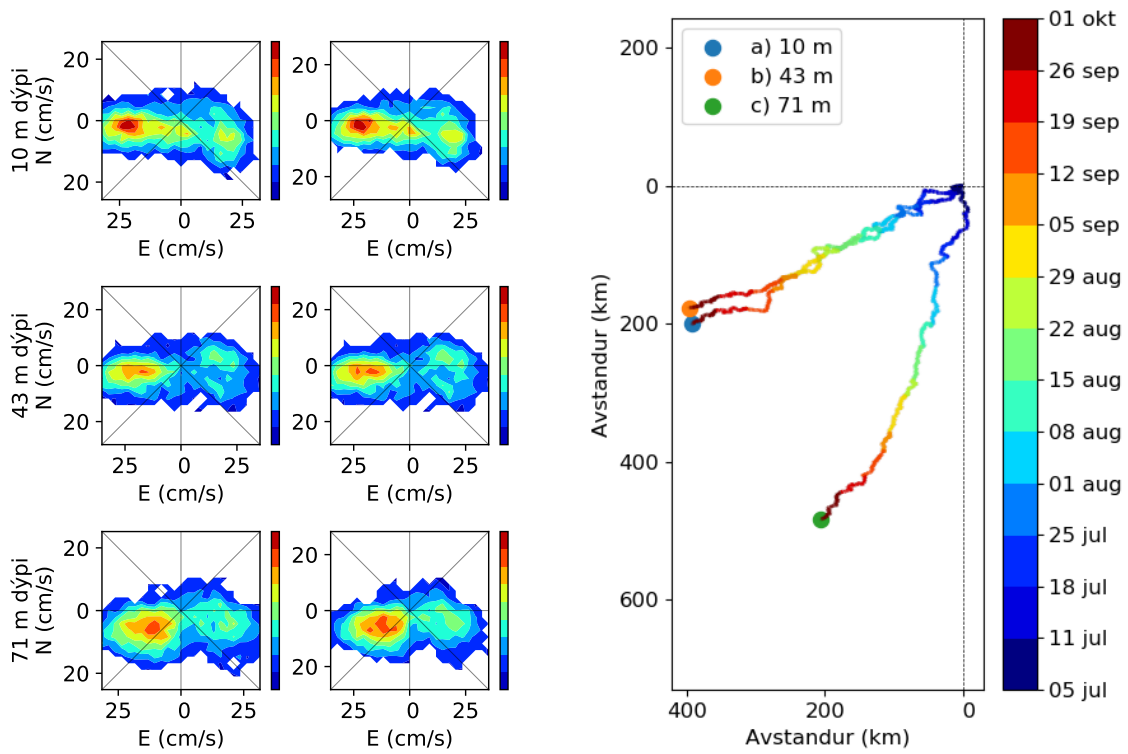 10 m dýpi
N (cm/s)
20
0
20
25
0
25
E (cm/s)
20
0
20
25
0
25
E (cm/s)
43 m dýpi
N (cm/s)
20
0
20
25
0
25
E (cm/s)
20
0
20
25
0
25
E (cm/s)
71 m dýpi
N (cm/s)
20
0
20
25
0
25
E (cm/s)
20
0
20
25
0
25
E (cm/s)
a) 10 m
b) 43 m
c) 71 m
Avstandur (km)
200
0
200
400
600
400
200
0
Avstandur (km)
01 okt
26 sep
19 sep
12 sep
05 sep
29 aug
22 aug
15 aug
08 aug
01 aug
25 jul
18 jul
11 jul
05 jul